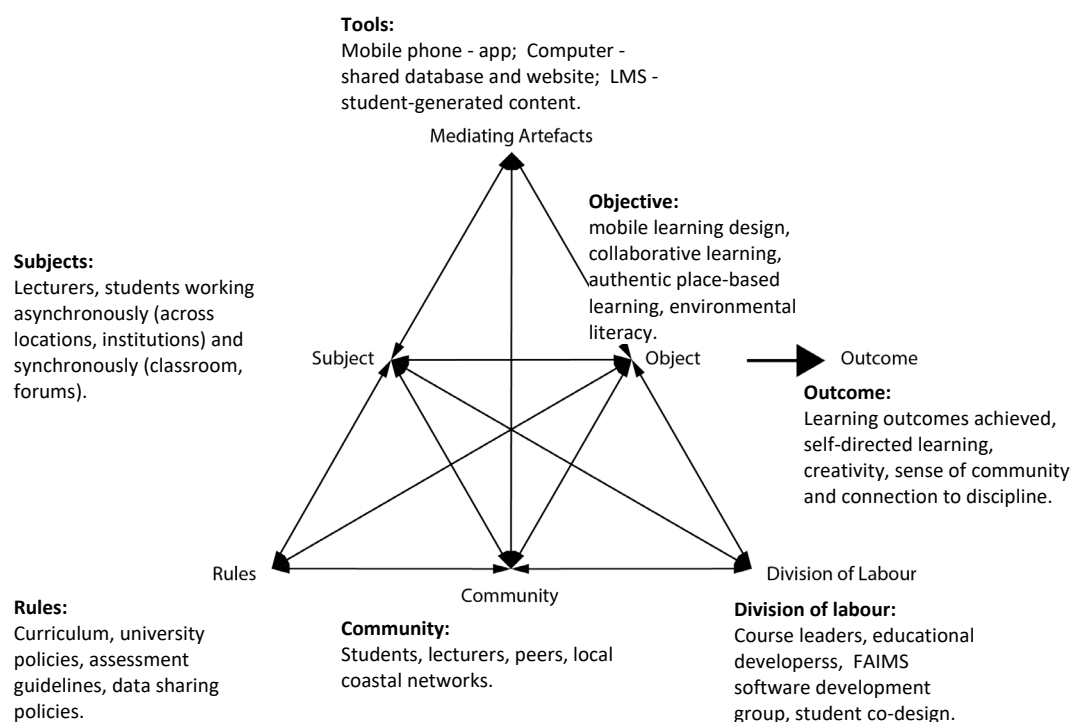 Tools:
Mobile phone - app;  Computer -
shared database and website;  LMS -
student-generated content.
Mediating Artefacts
Objective:
mobile learning design,
collaborative learning,
authentic place-based
learning, environmental
literacy.
Subjects:
Lecturers, students working
asynchronously (across
locations, institutions) and
synchronously (classroom,
forums).
Subject
Object
Outcome
Outcome:
Learning outcomes achieved,
self-directed learning,
creativity, sense of community
and connection to discipline.
Rules
Community
Division of Labour
Rules:
Curriculum, university
policies, assessment
guidelines, data sharing
policies.
Community:
Students, lecturers, peers, local
coastal networks.
Division of labour:
Course leaders, educational
developerss,  FAIMS
software development
group, student co-design.